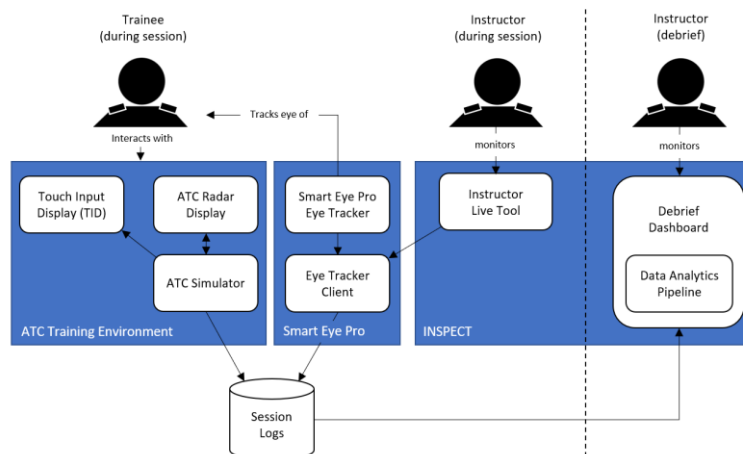 Trainee
(during session)
Instructor
(during session)
Instructor
(debrief)
Tracks eye of
Interacts with
monitors
monitors
Touch Input
Display (TID)
ATC Radar
Display
Smart Eye Pro
Eye Tracker
Instructor
Live Tool
Debrief
Dashboard
ATC Simulator
Eye Tracker
Client
Data Analytics
Pipeline
ATC Training Environment
Smart Eye Pro
INSPECT
Session
Logs